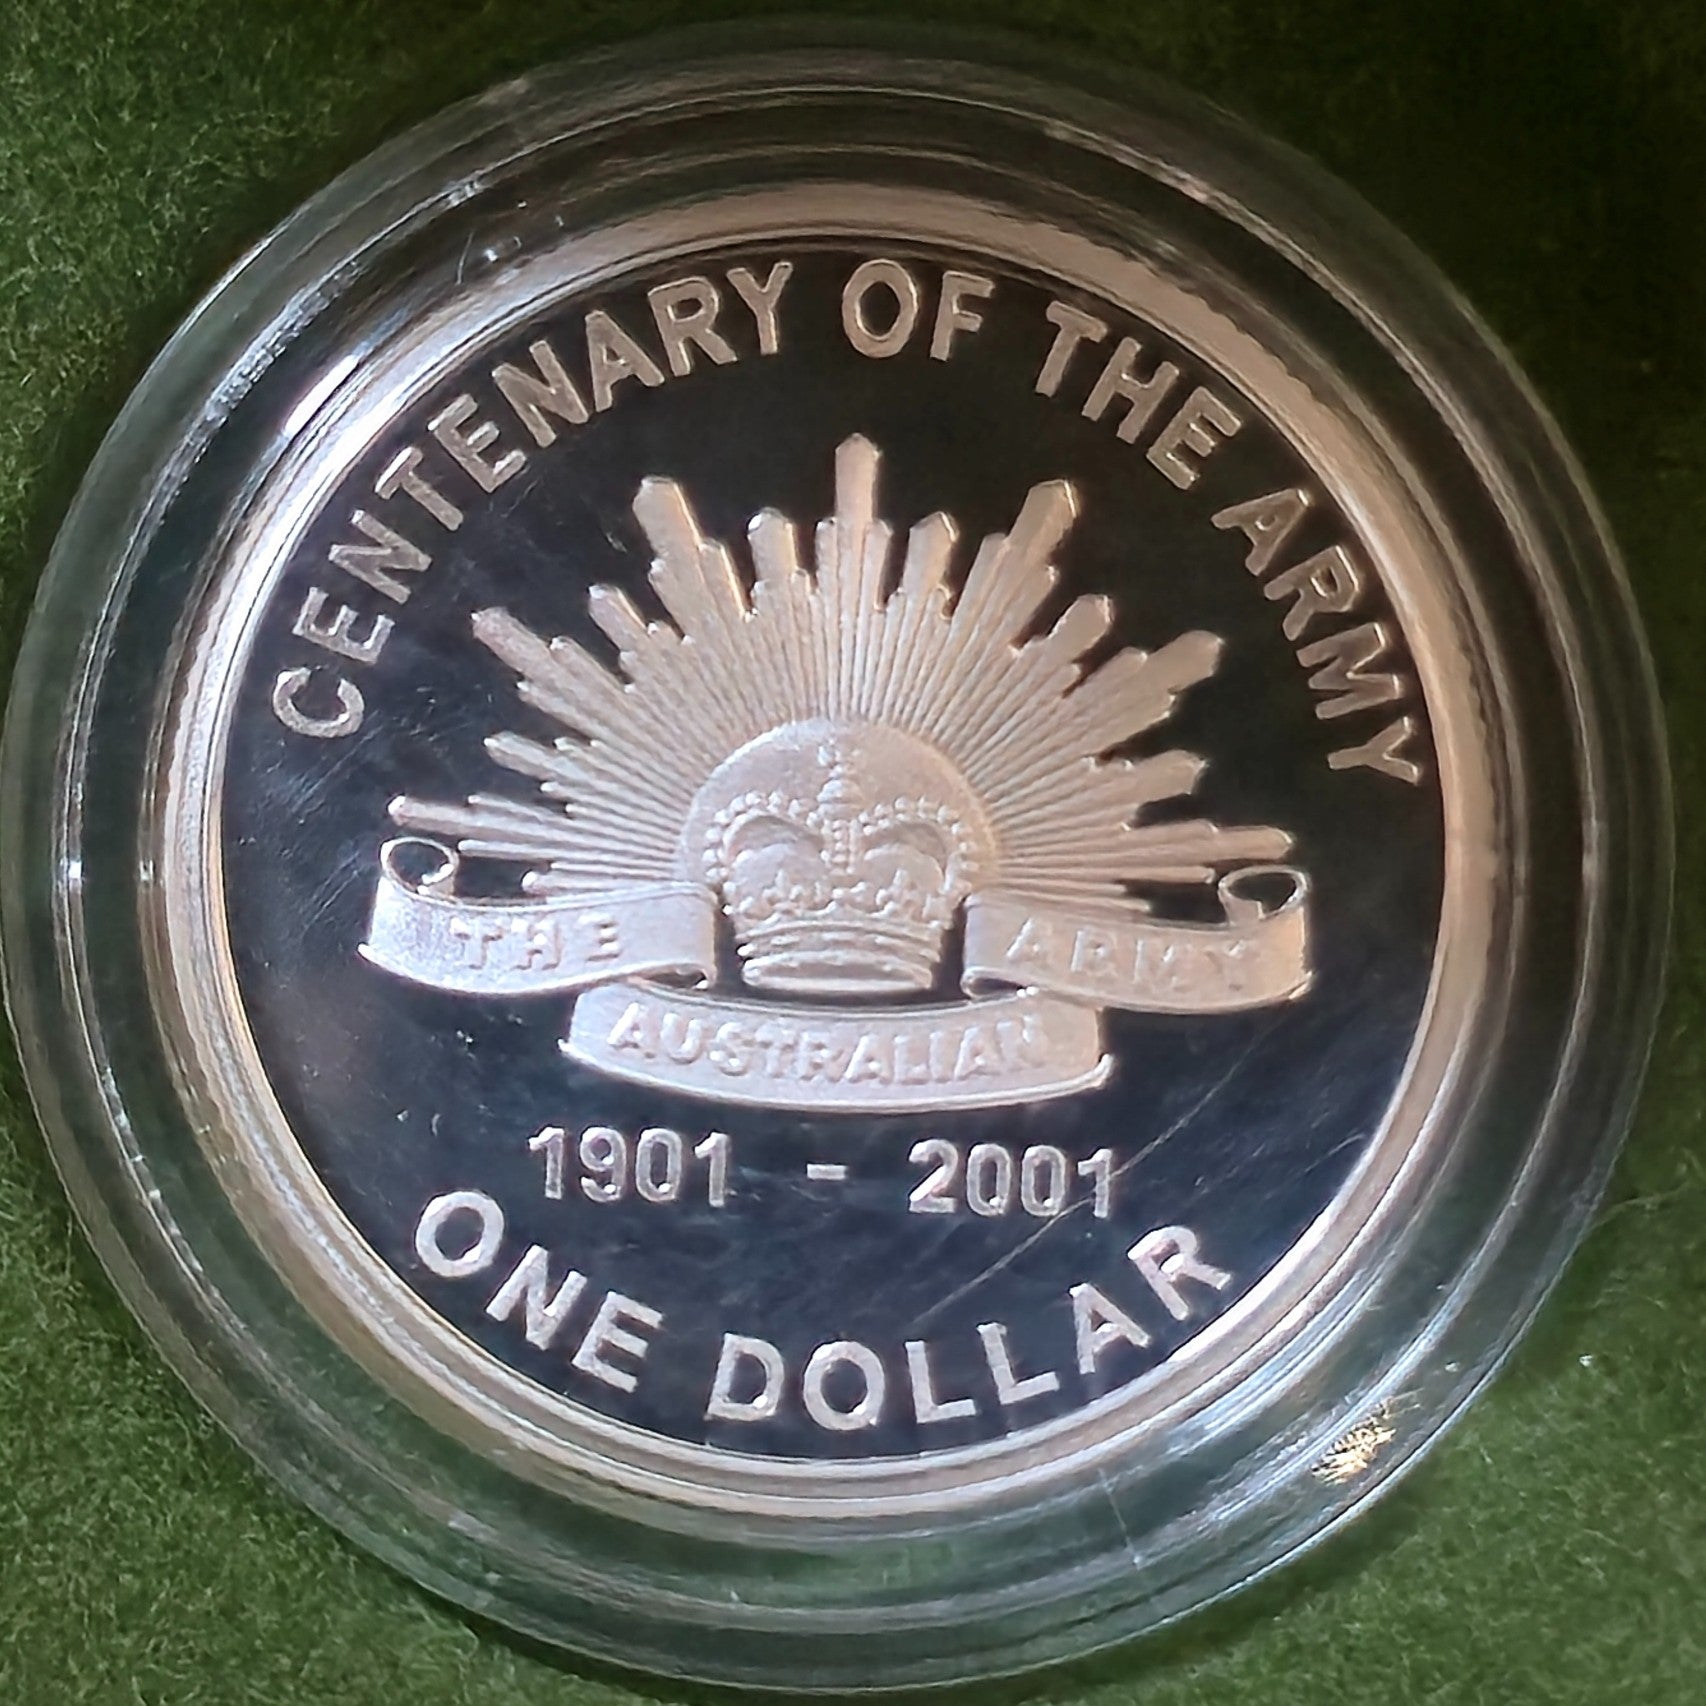 CENTENARY OF THE ARMY
THE ARMY
AUSTRALIAN
1901 - 2001
ONE DOLLAR